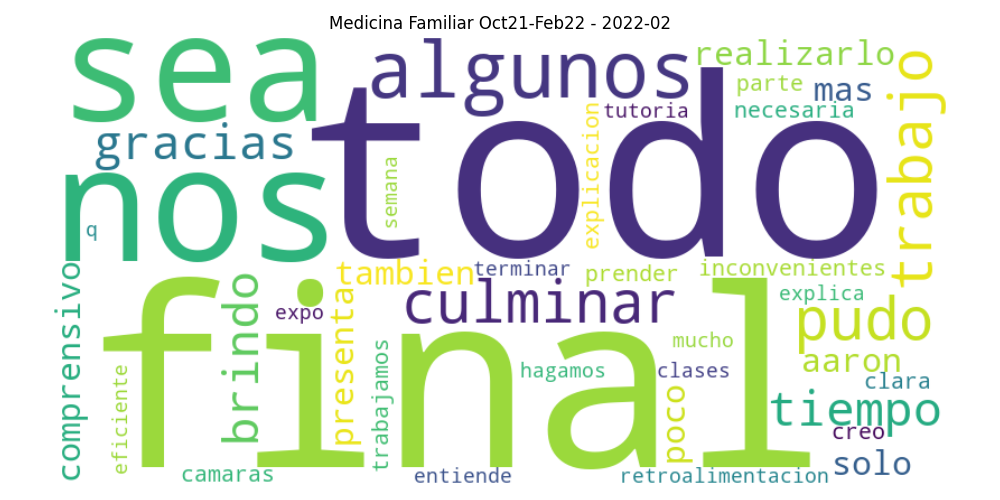 Medicina Familiar Oct21-Feb22 - 2022-02
sea
algunos
realizarlo
parte
mas
trabajo
tutoria
necesaria
gracias
todo
nos
semana
explicacion
q
tambien
terminar
prender
inconvenientes
comprensivo
brindo
expo
presentar
culminar
explica
pudo
final
mucho
aaron
trabajamos
hagamos
clases
clara
eficiente
poco
tiempo
creo
solo
camaras
entiende
retroalimentacion